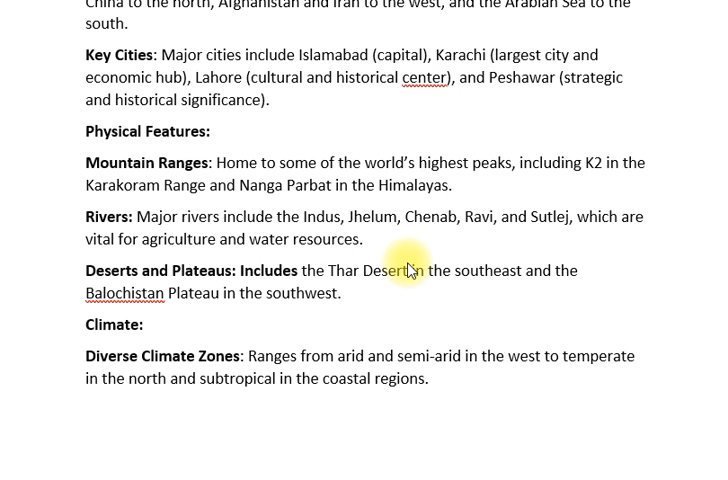 China to the north, Afghanistan and Iran to the west, and the Arabian Sea to the
south.
Key Cities: Major cities include Islamabad (capital), Karachi (largest city and
economic hub), Lahore (cultural and historical center), and Peshawar (strategic
and historical significance).
Physical Features:
Mountain Ranges: Home to some of the world’s highest peaks, including K2 in the
Karakoram Range and Nanga Parbat in the Himalayas.
Rivers: Major rivers include the Indus, Jhelum, Chenab, Ravi, and Sutlej, which are
vital for agriculture and water resources.
Deserts and Plateaus: Includes the Thar Desert in the southeast and the
Balochistan Plateau in the southwest.
Climate:
Diverse Climate Zones: Ranges from arid and semi-arid in the west to temperate
in the north and subtropical in the coastal regions.